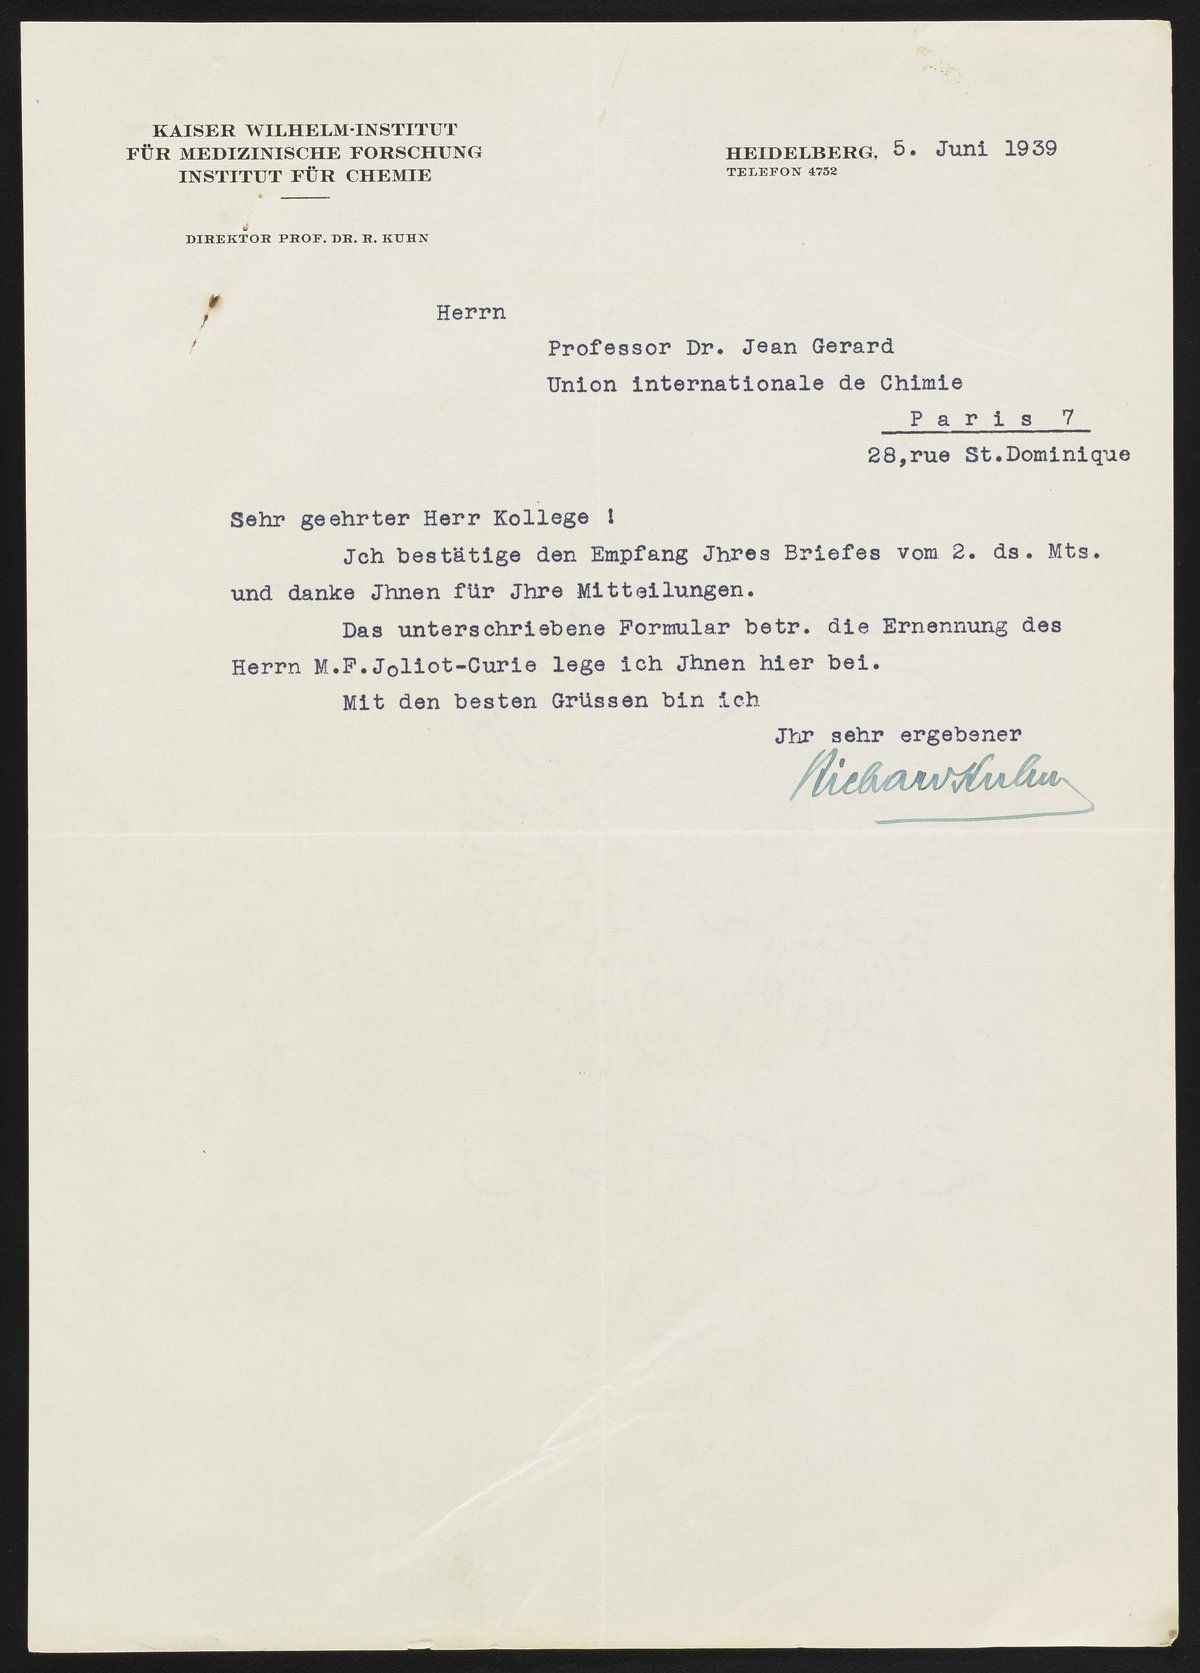 KAISER WILHELM-INSTITUT
FÜR MEDIZINISCHE FORSCHUNG
INSTITUT FÜR CHEMIE
DIREKTOR PROF. DR. R. KUHN
HEIDELBERG, 5. Juni 1939
TELEFON 4752
Herrn
Professor Dr. Jean Gerard
Union internationale de Chimie
P a r i s 7
28,rue St.Dominique
Sehr geehrter Herr Kollege !
Jch bestätige den Empfang Jhres Briefes vom 2. ds. Mts.
und danke Jhnen für Jhre Mitteilungen.
Das unterschriebene Formular betr. die Ernennung des
Herrn M.F.Joliot-Curie lege ich Jhnen hier bei.
Mit den besten Grüssen bin ich
Jhr sehr ergebener
Richard Kuhn